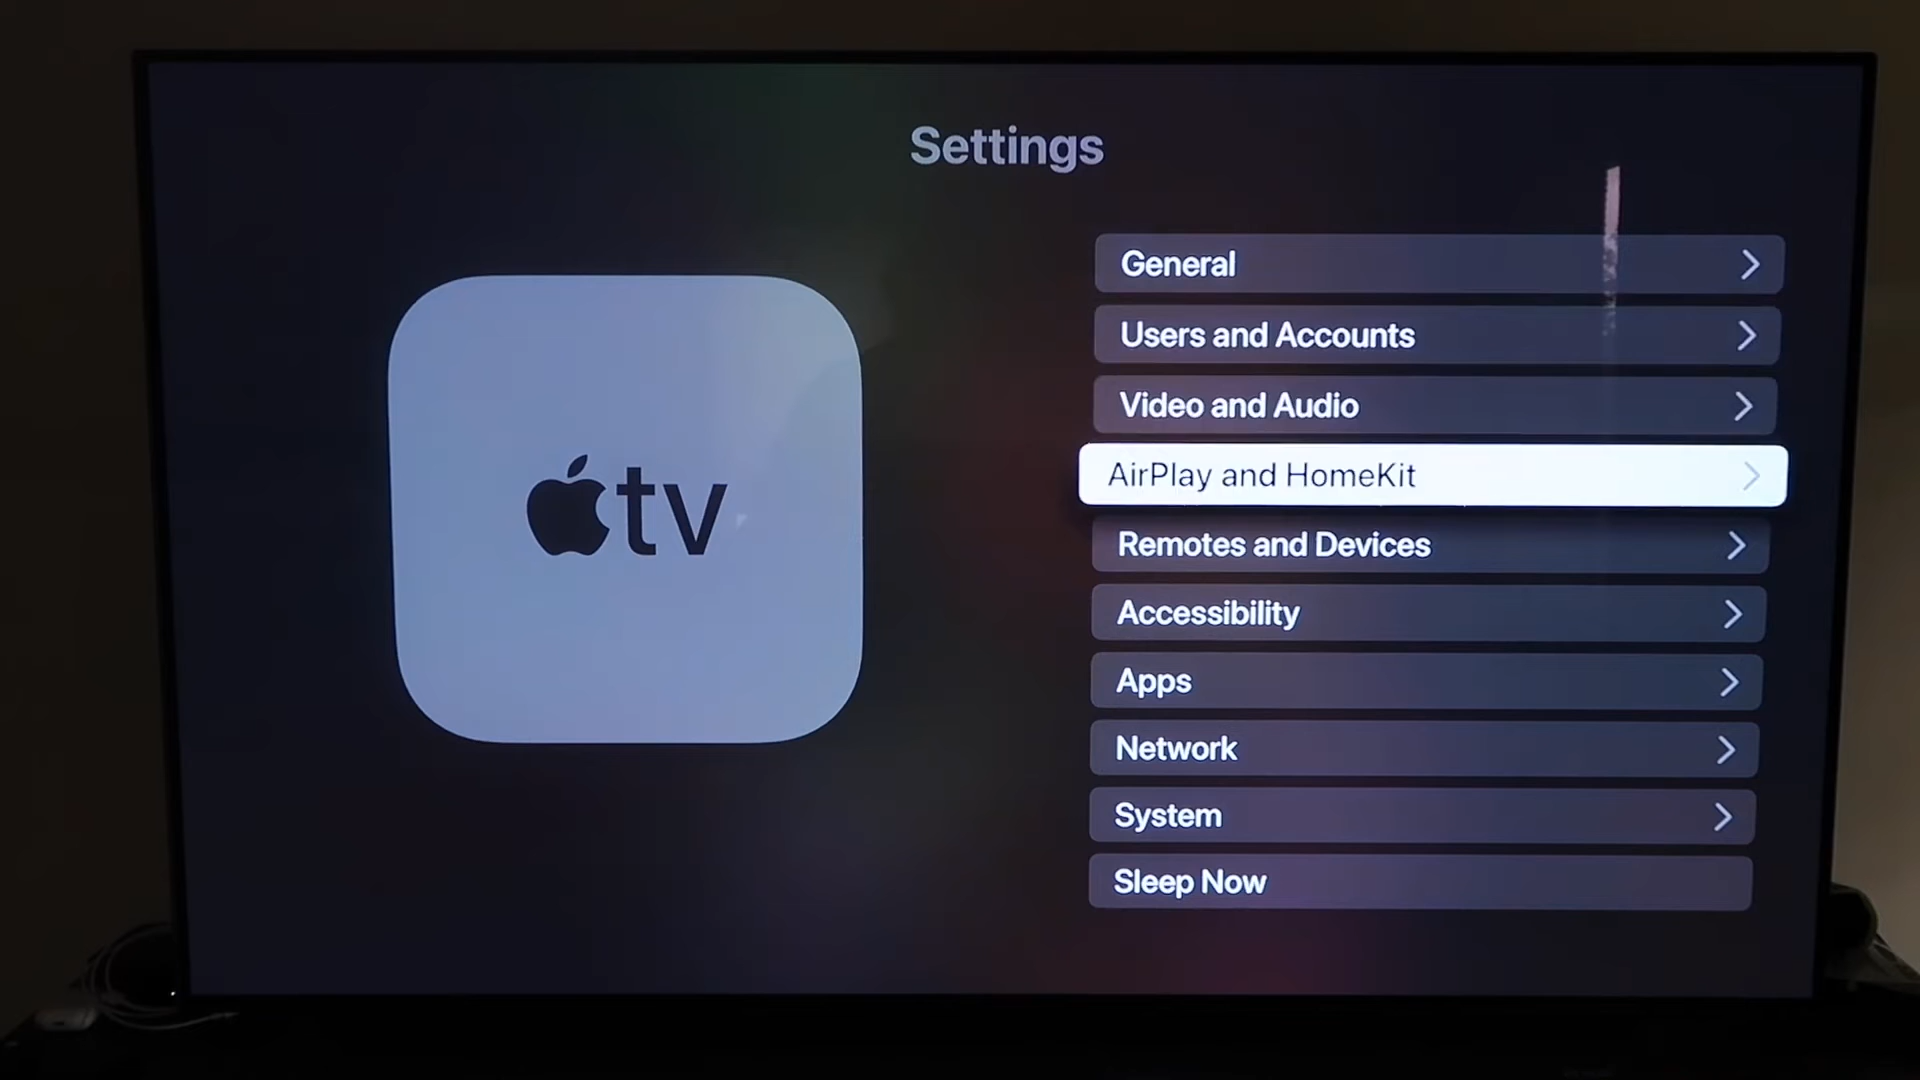 Settings
tv
General
Users and Accounts
Video and Audio
AirPlay and HomeKit
Remotes and Devices
Accessibility
Apps
Network
System
Sleep Now